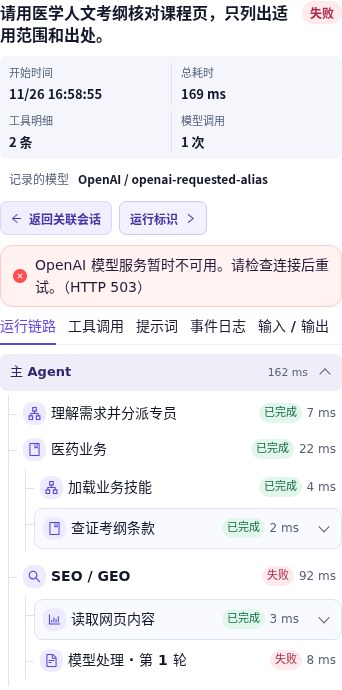 请用医学人文考纲核对课程页，只列出适
用范围和出处。
失败
开始时间
11/26 16:58:55
总耗时
169 ms
工具明细
2 条
模型调用
1 次
记录的模型 OpenAI / openai-requested-alias
返回关联会话
运行标识
OpenAI 模型服务暂时不可用。请检查连接后重
试。（HTTP 503）
运行链路 工具调用 提示词 事件日志 输入 / 输出
主 Agent 162 ms
理解需求并分派专员 已完成 7 ms
医药业务 已完成 22 ms
加载业务技能 已完成 4 ms
查证考纲条款 已完成 2 ms
SEO / GEO 失败 92 ms
读取网页内容 已完成 3 ms
模型处理 · 第 1 轮 失败 8 ms